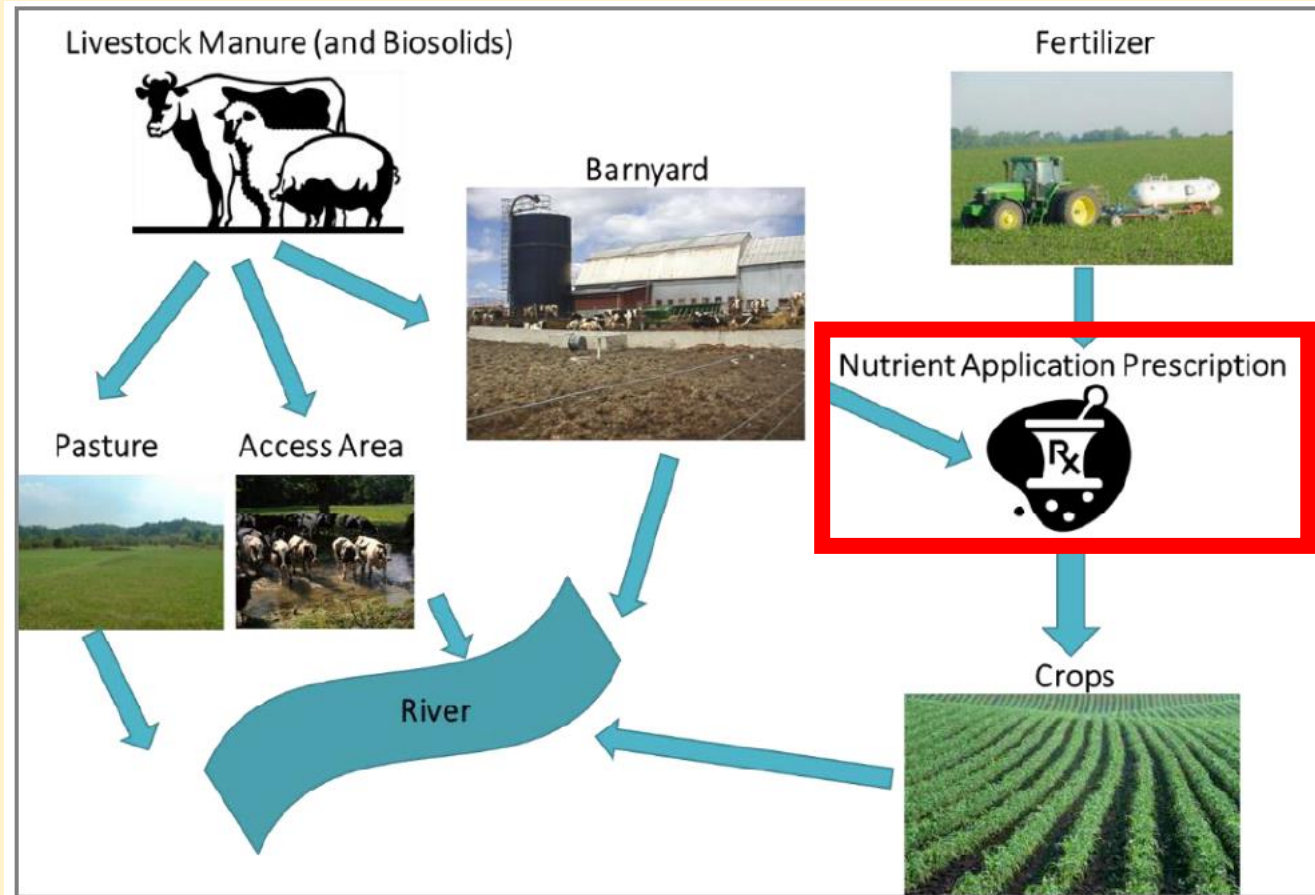 Livestock Manure (and Biosolids)
Fertilizer
Barnyard
Nutrient Application Prescription
Rx
Pasture
Access Area
River
Crops